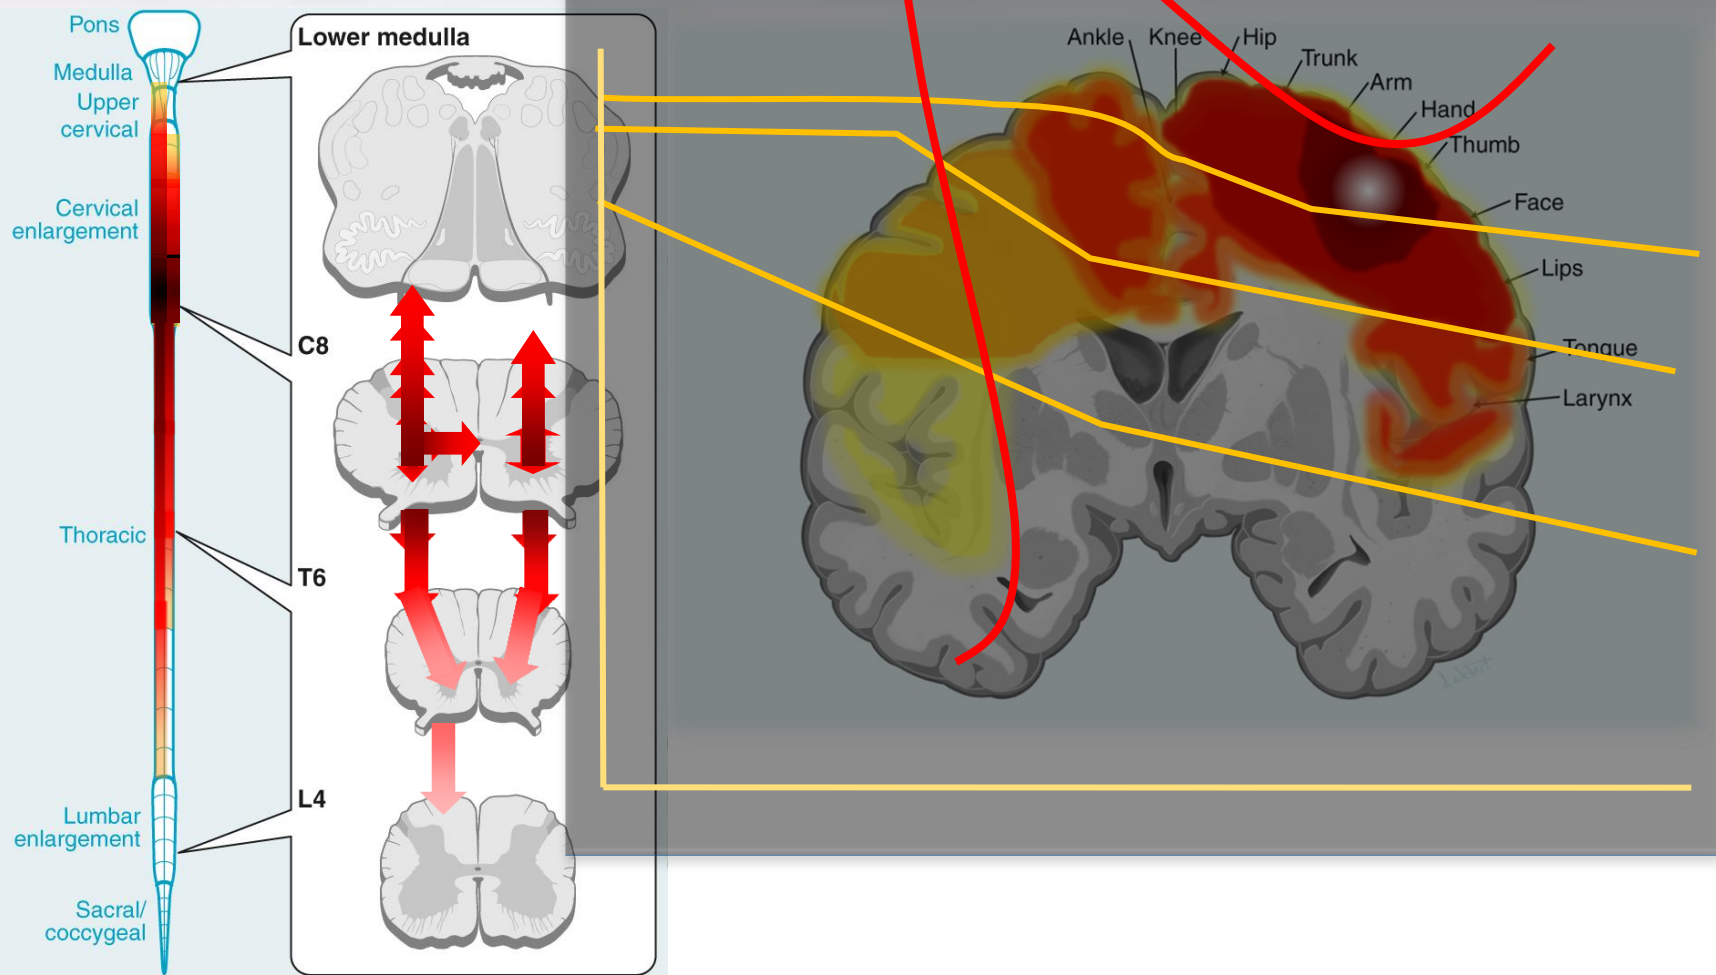 Pons
Medulla
Upper
cervical
Cervical
enlargement
Thoracic
Lumbar
enlargement
Sacral/
coccygeal
Lower medulla
C8
T6
L4
Ankle
Knee
Hip
Trunk
Arm
Hand
Thumb
Face
Lips
Tongue
Larynx